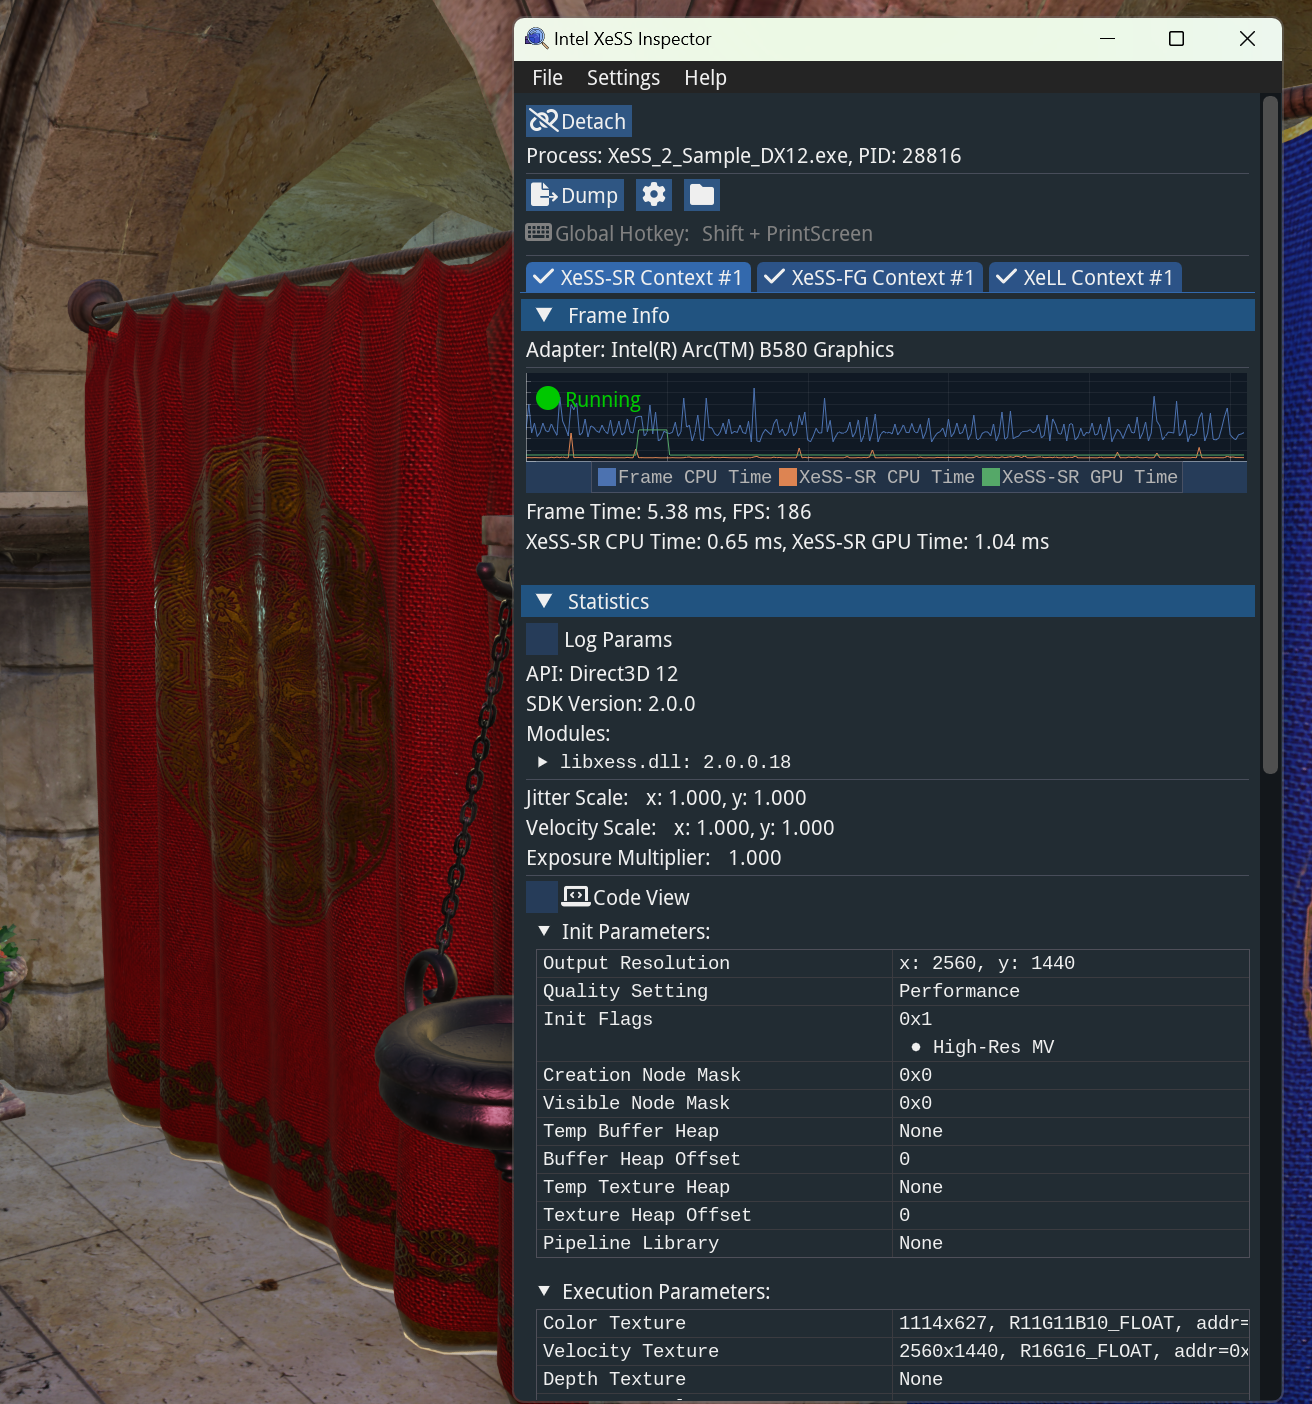 Intel XeSS Inspector
File Settings Help
Detach
Process: XeSS_2_Sample_DX12.exe, PID: 28816
Dump
Global Hotkey: Shift + PrintScreen
XeSS-SR Context #1 XeSS-FG Context #1 XeLL Context #1
Frame Info
Adapter: Intel(R) Arc(TM) B580 Graphics
Running
Frame CPU Time XeSS-SR CPU Time XeSS-SR GPU Time
Frame Time: 5.38 ms, FPS: 186
XeSS-SR CPU Time: 0.65 ms, XeSS-SR GPU Time: 1.04 ms
Statistics
Log Params
API: Direct3D 12
SDK Version: 2.0.0
Modules:
libxess.dll: 2.0.0.18
Jitter Scale: x: 1.000, y: 1.000
Velocity Scale: x: 1.000, y: 1.000
Exposure Multiplier: 1.000
Code View
Init Parameters:
Output Resolution x: 2560, y: 1440
Quality Setting Performance
Init Flags 0x1
• High-Res MV
Creation Node Mask 0x0
Visible Node Mask 0x0
Temp Buffer Heap None
Buffer Heap Offset 0
Temp Texture Heap None
Texture Heap Offset 0
Pipeline Library None
Execution Parameters:
Color Texture 1114x627, R11G11B10_FLOAT, addr=
Velocity Texture 2560x1440, R16G16_FLOAT, addr=0x
Depth Texture None